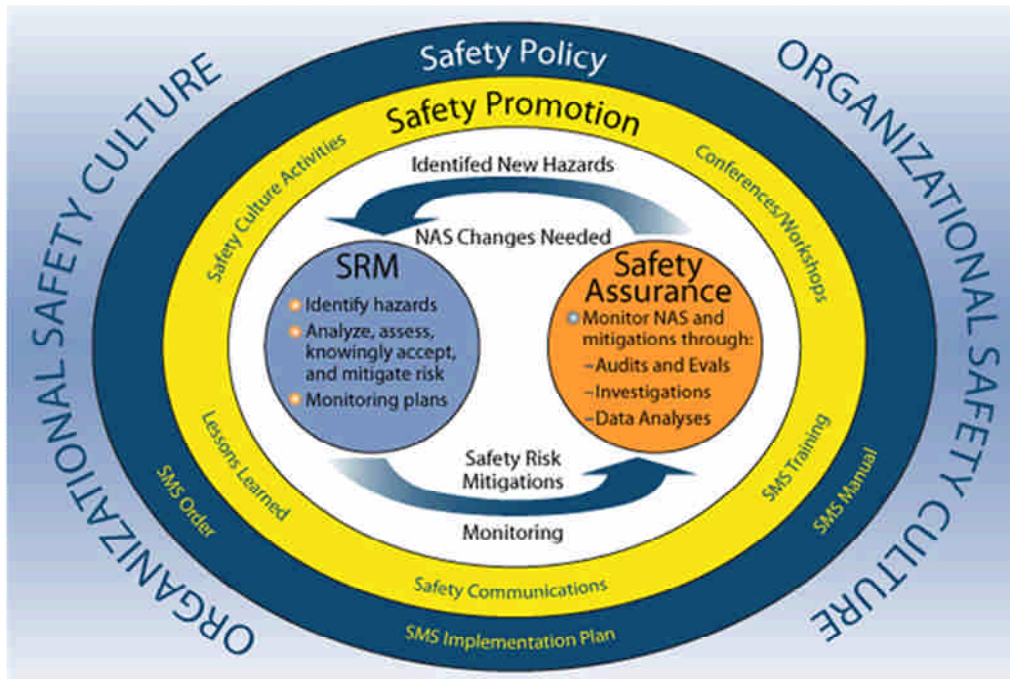 ORGANIZATIONAL SAFETY CULTURE
ORGANIZATIONAL SAFETY CULTURE
Safety Policy
Safety Promotion
Safety Culture Activities
Conferences/Workshops
Identifed New Hazards
NAS Changes Needed
SRM
Identify hazards
Analyze, assess,
knowingly accept,
and mitigate risk
Monitoring plans
Safety
Assurance
Monitor NAS and
mitigations through:
–Audits and Evals
–Investigations
–Data Analyses
Safety Risk
Mitigations
Monitoring
Lessons Learned
SMS Training
SMS Order
SMS Manual
Safety Communications
SMS Implementation Plan